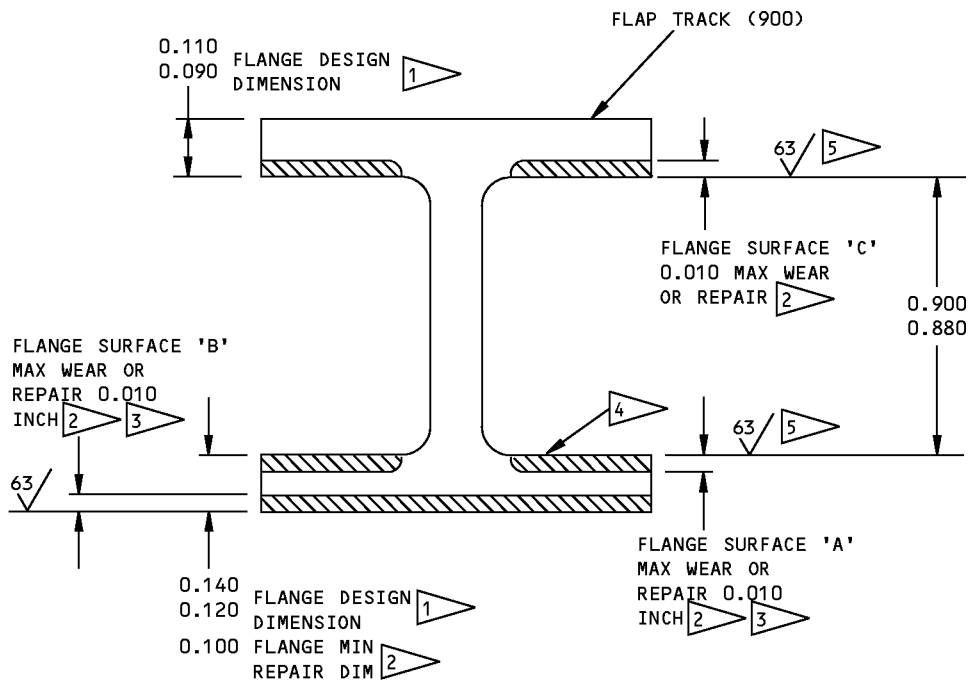 FLAP TRACK (900)
0.110
0.090
FLANGE DESIGN
DIMENSION
1
63
5
FLANGE SURFACE 'C'
0.010 MAX WEAR
OR REPAIR 2
0.900
0.880
FLANGE SURFACE 'B'
MAX WEAR OR
REPAIR 0.010
INCH 2 3
4
63
5
63
FLANGE SURFACE 'A'
MAX WEAR OR
REPAIR 0.010
INCH 2 3
0.140
0.120
FLANGE DESIGN
DIMENSION
1
0.100 FLANGE MIN
REPAIR DIM 2